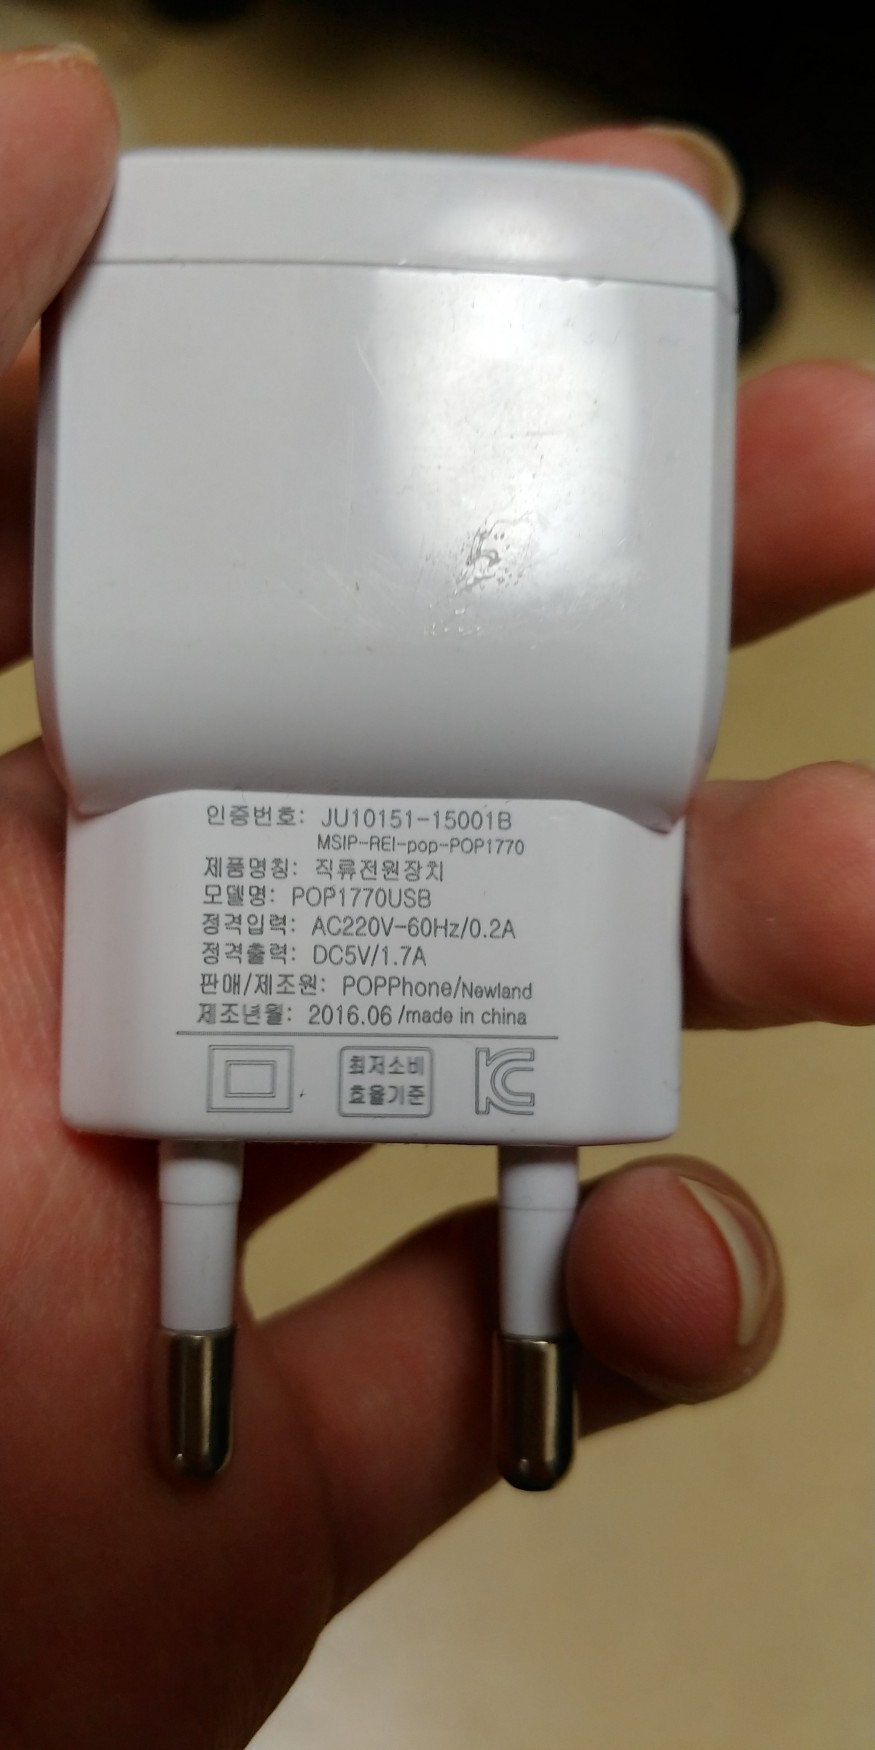 인증번호: JU10151-15001B
MSIP-REI-pop-POP1770
제품명칭: 직류전원장치
모델명: POP1770USB
정격입력: AC220V-60Hz/0.2A
정격출력: DC5V/1.7A
판매/제조원: POPPhone/Newland
제조년월: 2016.06/made in china
최저소비
효율기준